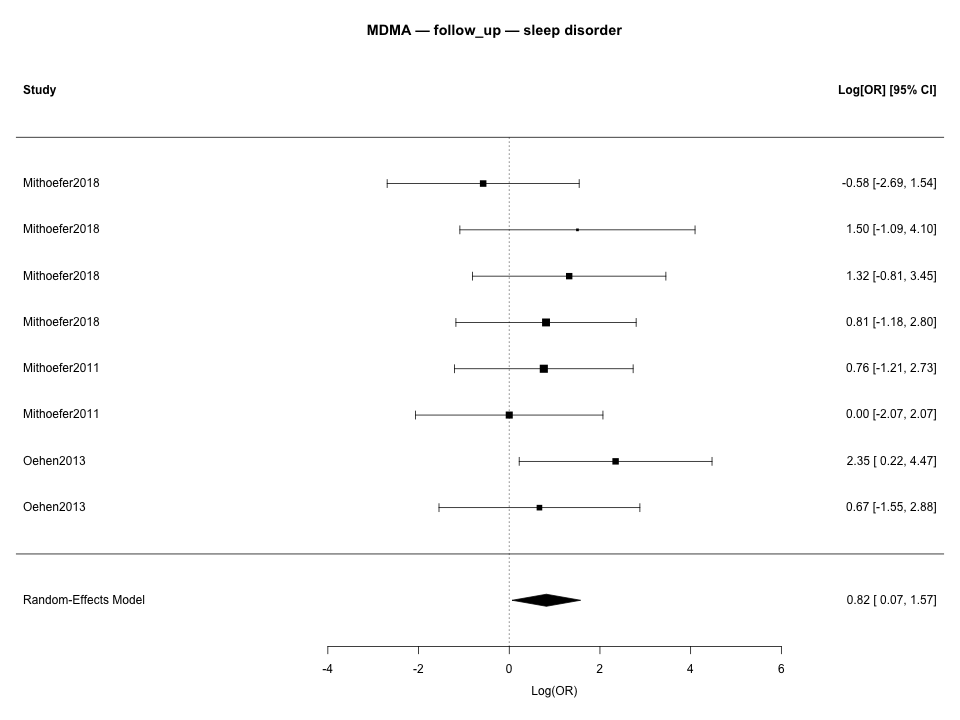 MDMA — follow_up — sleep disorder
Study Log[OR] [95% CI]
Mithoefer2018 -0.58 [-2.69, 1.54]
Mithoefer2018 1.50 [-1.09, 4.10]
Mithoefer2018 1.32 [-0.81, 3.45]
Mithoefer2018 0.81 [-1.18, 2.80]
Mithoefer2011 0.76 [-1.21, 2.73]
Mithoefer2011 0.00 [-2.07, 2.07]
Oehen2013 2.35 [ 0.22, 4.47]
Oehen2013 0.67 [-1.55, 2.88]
Random-Effects Model 0.82 [ 0.07, 1.57]
-4 -2 0 2 4 6
Log(OR)